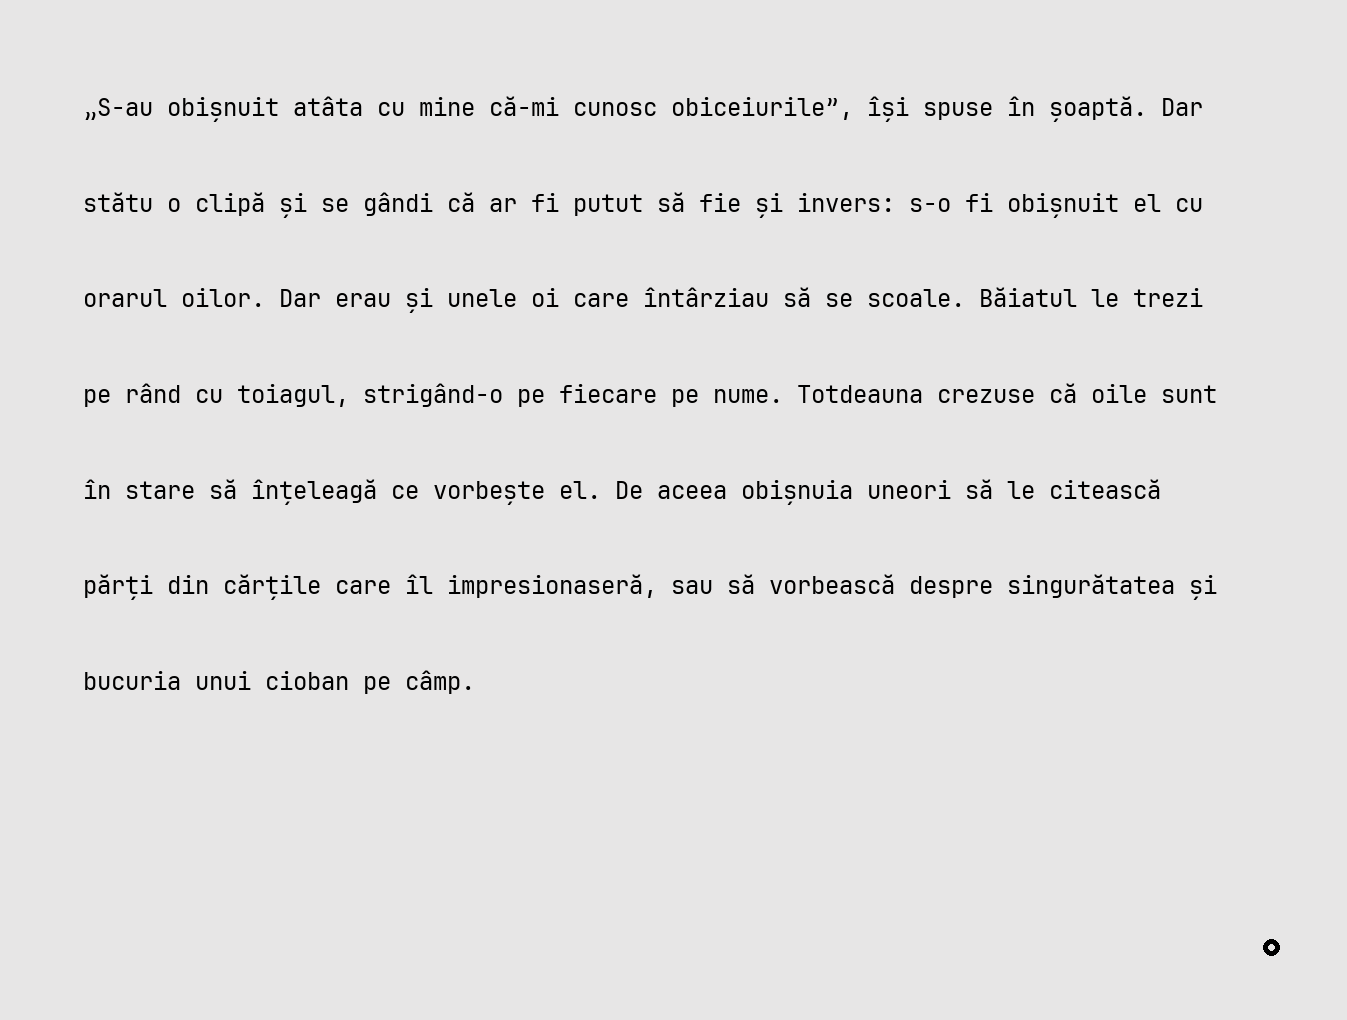 „S-au obișnuit atâta cu mine că-mi cunosc obiceiurile”, își spuse în șoaptă. Dar
stătu o clipă și se gândi că ar fi putut să fie și invers: s-o fi obișnuit el cu
orarul oilor. Dar erau și unele oi care întârziau să se scoale. Băiatul le trezi
pe rând cu toiagul, strigând-o pe fiecare pe nume. Totdeauna crezuse că oile sunt
în stare să înțeleagă ce vorbește el. De aceea obișnuia uneori să le citească
părți din cărțile care îl impresionaseră, sau să vorbească despre singurătatea și
bucuria unui cioban pe câmp.